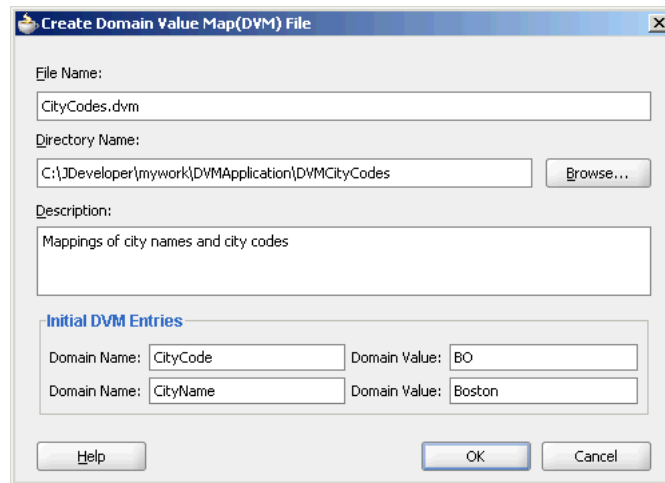 Create Domain Value Map(DVM) File
File Name:
CityCodes.dvm
Directory Name:
C:\JDeveloper\mywork\DVMApplication\DVMCityCodes
Browse...
Description:
Mappings of city names and city codes
Initial DVM Entries
Domain Name: CityCode Domain Value: BO
Domain Name: CityName Domain Value: Boston
Help OK Cancel